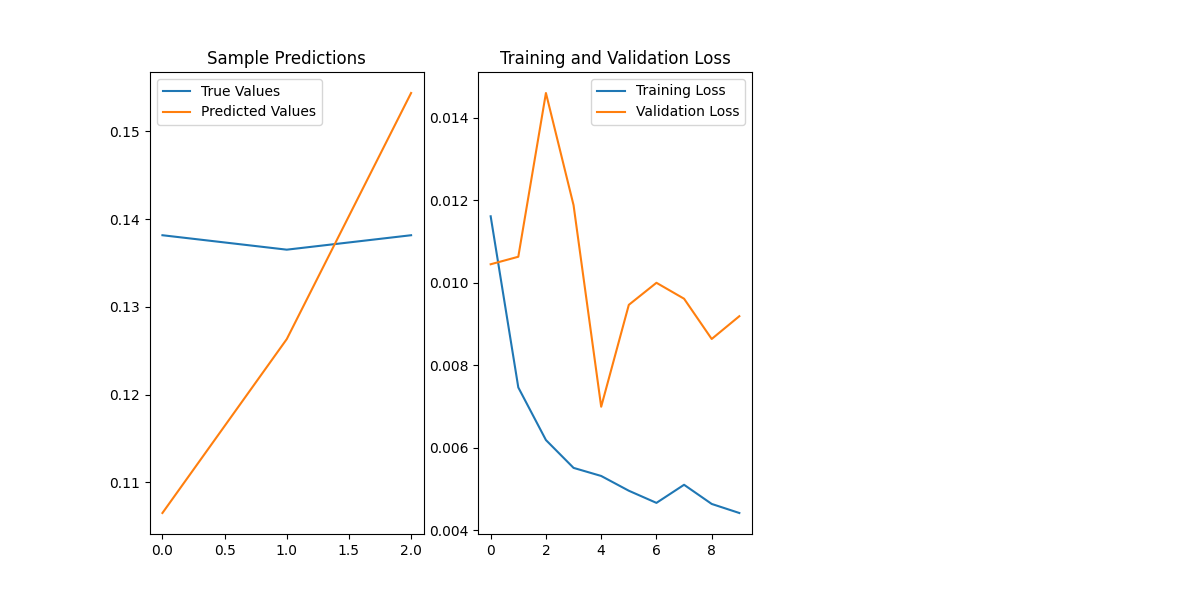 Sample Predictions
True Values
Predicted Values
0.15
0.14
0.13
0.12
0.11
0.0 0.5 1.0 1.5 2.0
Training and Validation Loss
Training Loss
Validation Loss
0.014
0.012
0.010
0.008
0.006
0.004
0 2 4 6 8